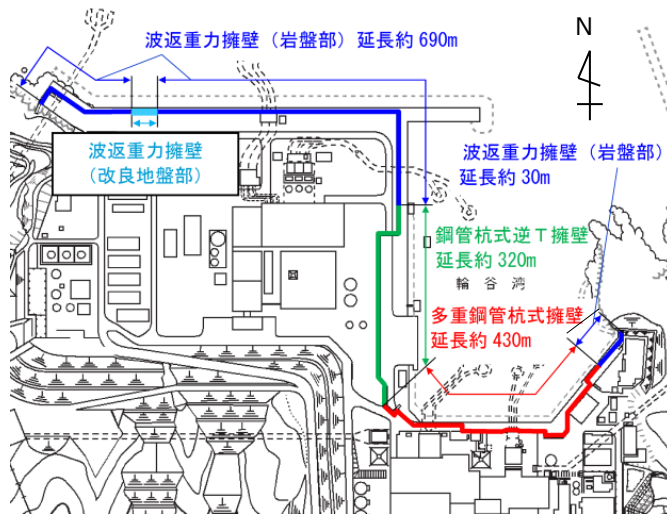 波返重力擁壁（岩盤部）延長約 690m
N
波返重力擁壁
（改良地盤部）
波返重力擁壁（岩盤部）
延長約 30m
鋼管杭式逆Ｔ擁壁
延長約 320m
輪谷湾
多重鋼管杭式擁壁
延長約 430m